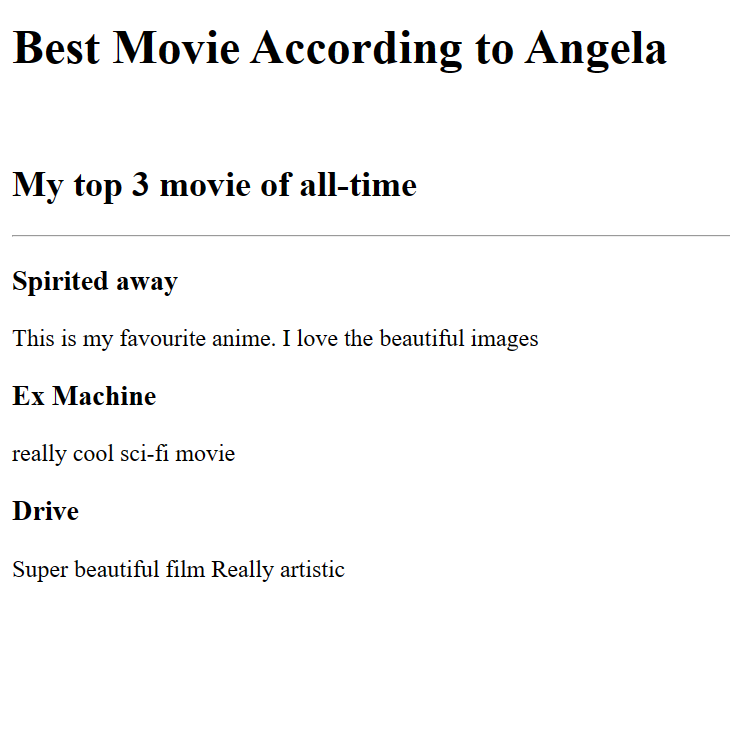 Best Movie According to Angela
My top 3 movie of all-time
Spirited away
This is my favourite anime. I love the beautiful images
Ex Machine
really cool sci-fi movie
Drive
Super beautiful film Really artistic